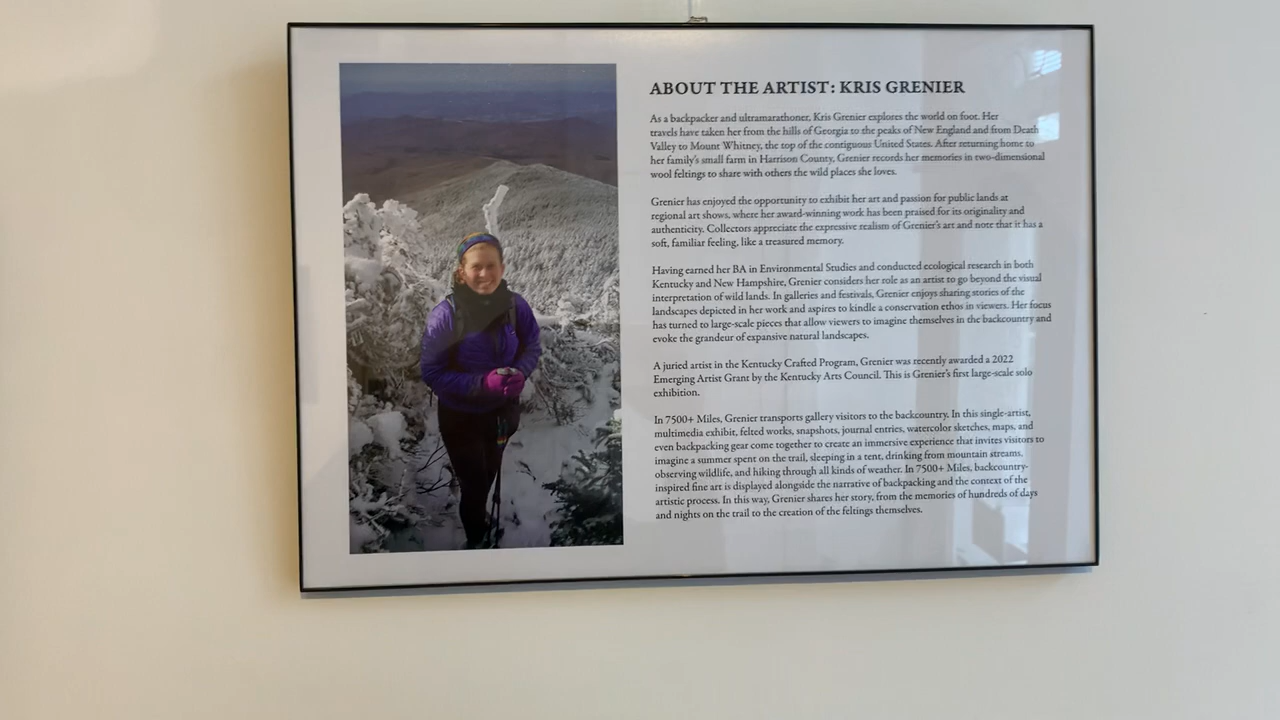 ABOUT THE ARTIST: KRIS GRENIER
As a backpacker and ultramarathoner, Kris Grenier explores the world on foot. Her
travels have taken her from the hills of Georgia to the peaks of New England and from Death
Valley to Mount Whitney, the top of the contiguous United States. After returning home to
her family's small farm in Harrison County, Grenier records her memories in two-dimensional
wool feltings to share with others the wild places she loves.
Grenier has enjoyed the opportunity to exhibit her art and passion for public lands at
regional art shows, where her award-winning work has been praised for its originality and
authenticity. Collectors appreciate the expressive realism of Grenier's art and note that it has a
soft, familiar feeling, like a treasured memory.
Having earned her BA in Environmental Studies and conducted ecological research in both
Kentucky and New Hampshire, Grenier considers her role as an artist to go beyond the visual
interpretation of wild lands. In galleries and festivals, Grenier enjoys sharing stories of the
landscapes depicted in her work and aspires to kindle a conservation ethos in viewers. Her focus
has turned to large-scale pieces that allow viewers to imagine themselves in the backcountry and
evoke the grandeur of expansive natural landscapes.
A juried artist in the Kentucky Crafted Program, Grenier was recently awarded a 2022
Emerging Artist Grant by the Kentucky Arts Council. This is Grenier's first large-scale solo
exhibition.
In 7500+ Miles, Grenier transports gallery visitors to the backcountry. In this single-artist,
multimedia exhibit, felted works, snapshots, journal entries, watercolor sketches, maps, and
even backpacking gear come together to create an immersive experience that invites visitors to
imagine a summer spent on the trail, sleeping in a tent, drinking from mountain streams,
observing wildlife, and hiking through all kinds of weather. In 7500+ Miles, backcountry-
inspired fine art is displayed alongside the narrative of backpacking and the context of the
artistic process. In this way, Grenier shares her story, from the memories of hundreds of days
and nights on the trail to the creation of the feltings themselves.